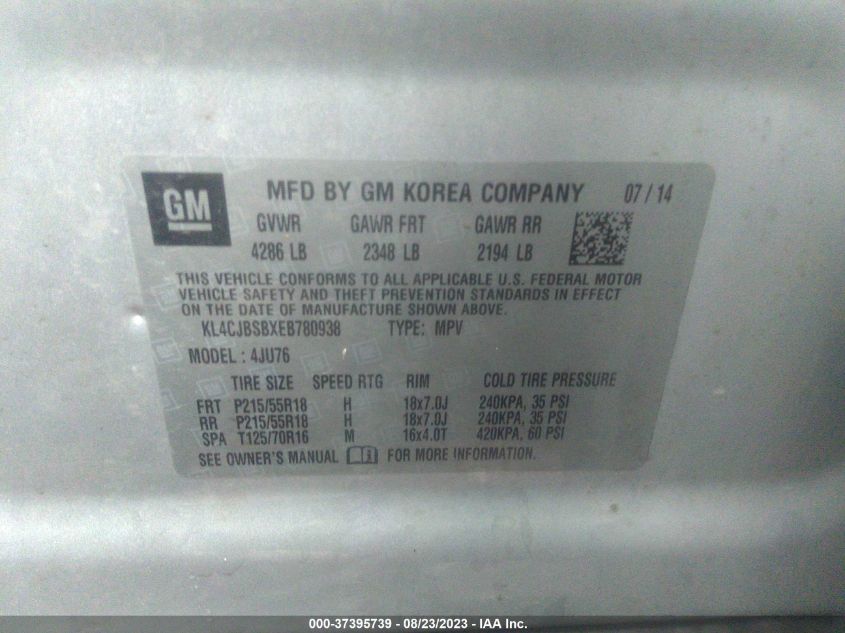 GM MFD BY GM KOREA COMPANY 07/14
GVWR GAWR FRT GAWR RR
4286 LB 2348 LB 2194 LB
THIS VEHICLE CONFORMS TO ALL APPLICABLE U.S. FEDERAL MOTOR
VEHICLE SAFETY AND THEFT PREVENTION STANDARDS IN EFFECT
ON THE DATE OF MANUFACTURE SHOWN ABOVE.
KL4CJBSBXEB780938 TYPE: MPV
MODEL : 4JU76
TIRE SIZE SPEED RTG RIM COLD TIRE PRESSURE
FRT P215/55R18 H 18x7.0J 240KPA, 35 PSI
RR P215/55R18 H 18x7.0J 240KPA, 35 PSI
SPA T125/70R16 M 16x4.0T 420KPA, 60 PSI
SEE OWNER'S MANUAL FOR MORE INFORMATION.
000-37395739 - 08/23/2023 - IAA Inc.